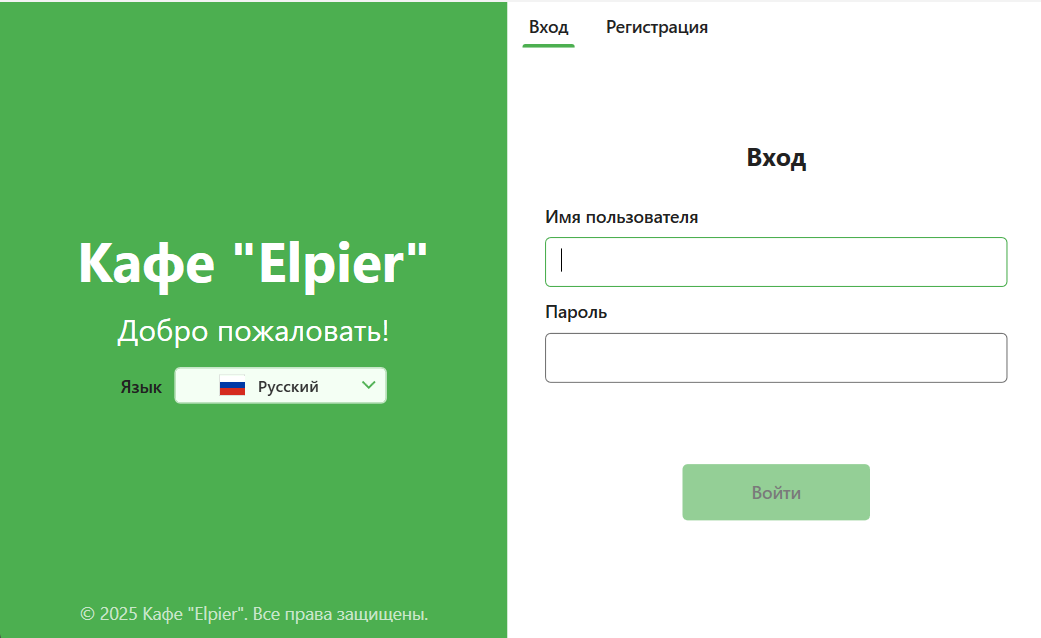 Кафе "Elpier"
Добро пожаловать!
Язык Русский
© 2025 Кафе "Elpier". Все права защищены.
Вход Регистрация
Вход
Имя пользователя
Пароль
Войти